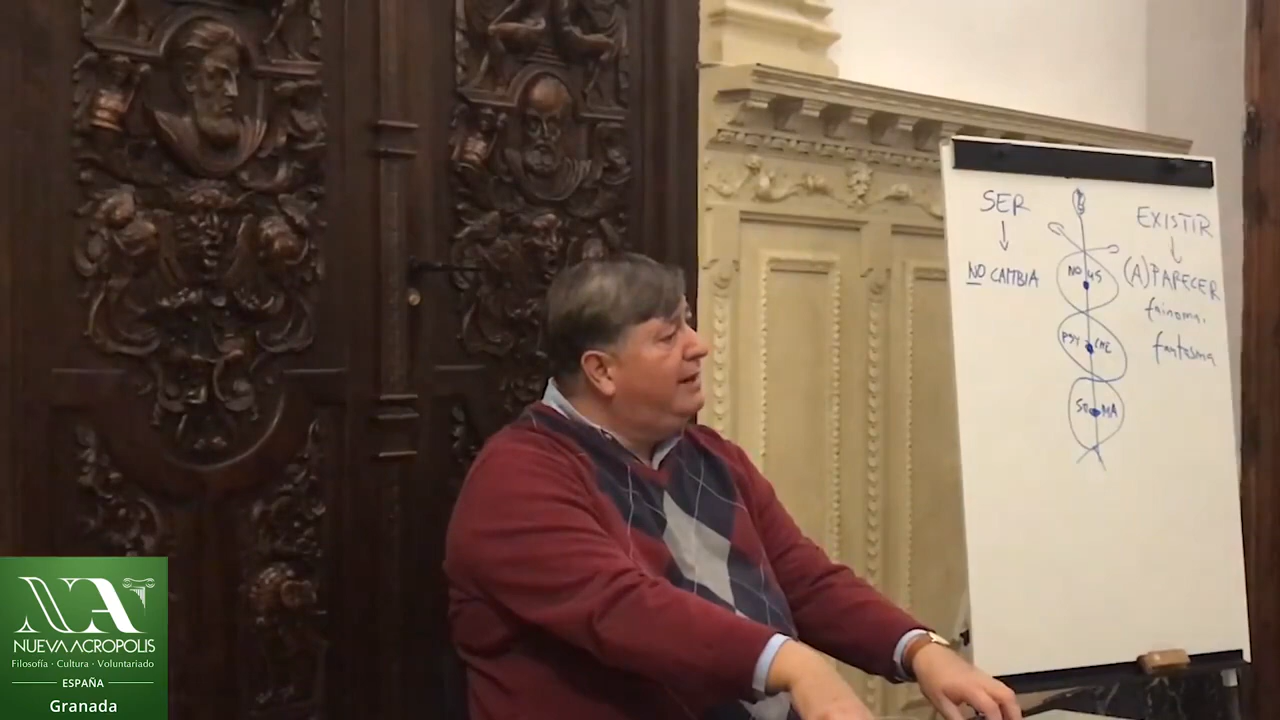 SER
NO CAMBIA
NOUS
PSYCHE
SOMA
EXISTIR
(A)PARECER
fainoma.
fantasma
NUEVA ACROPOLIS
Filosofía · Cultura · Voluntariado
ESPAÑA
Granada